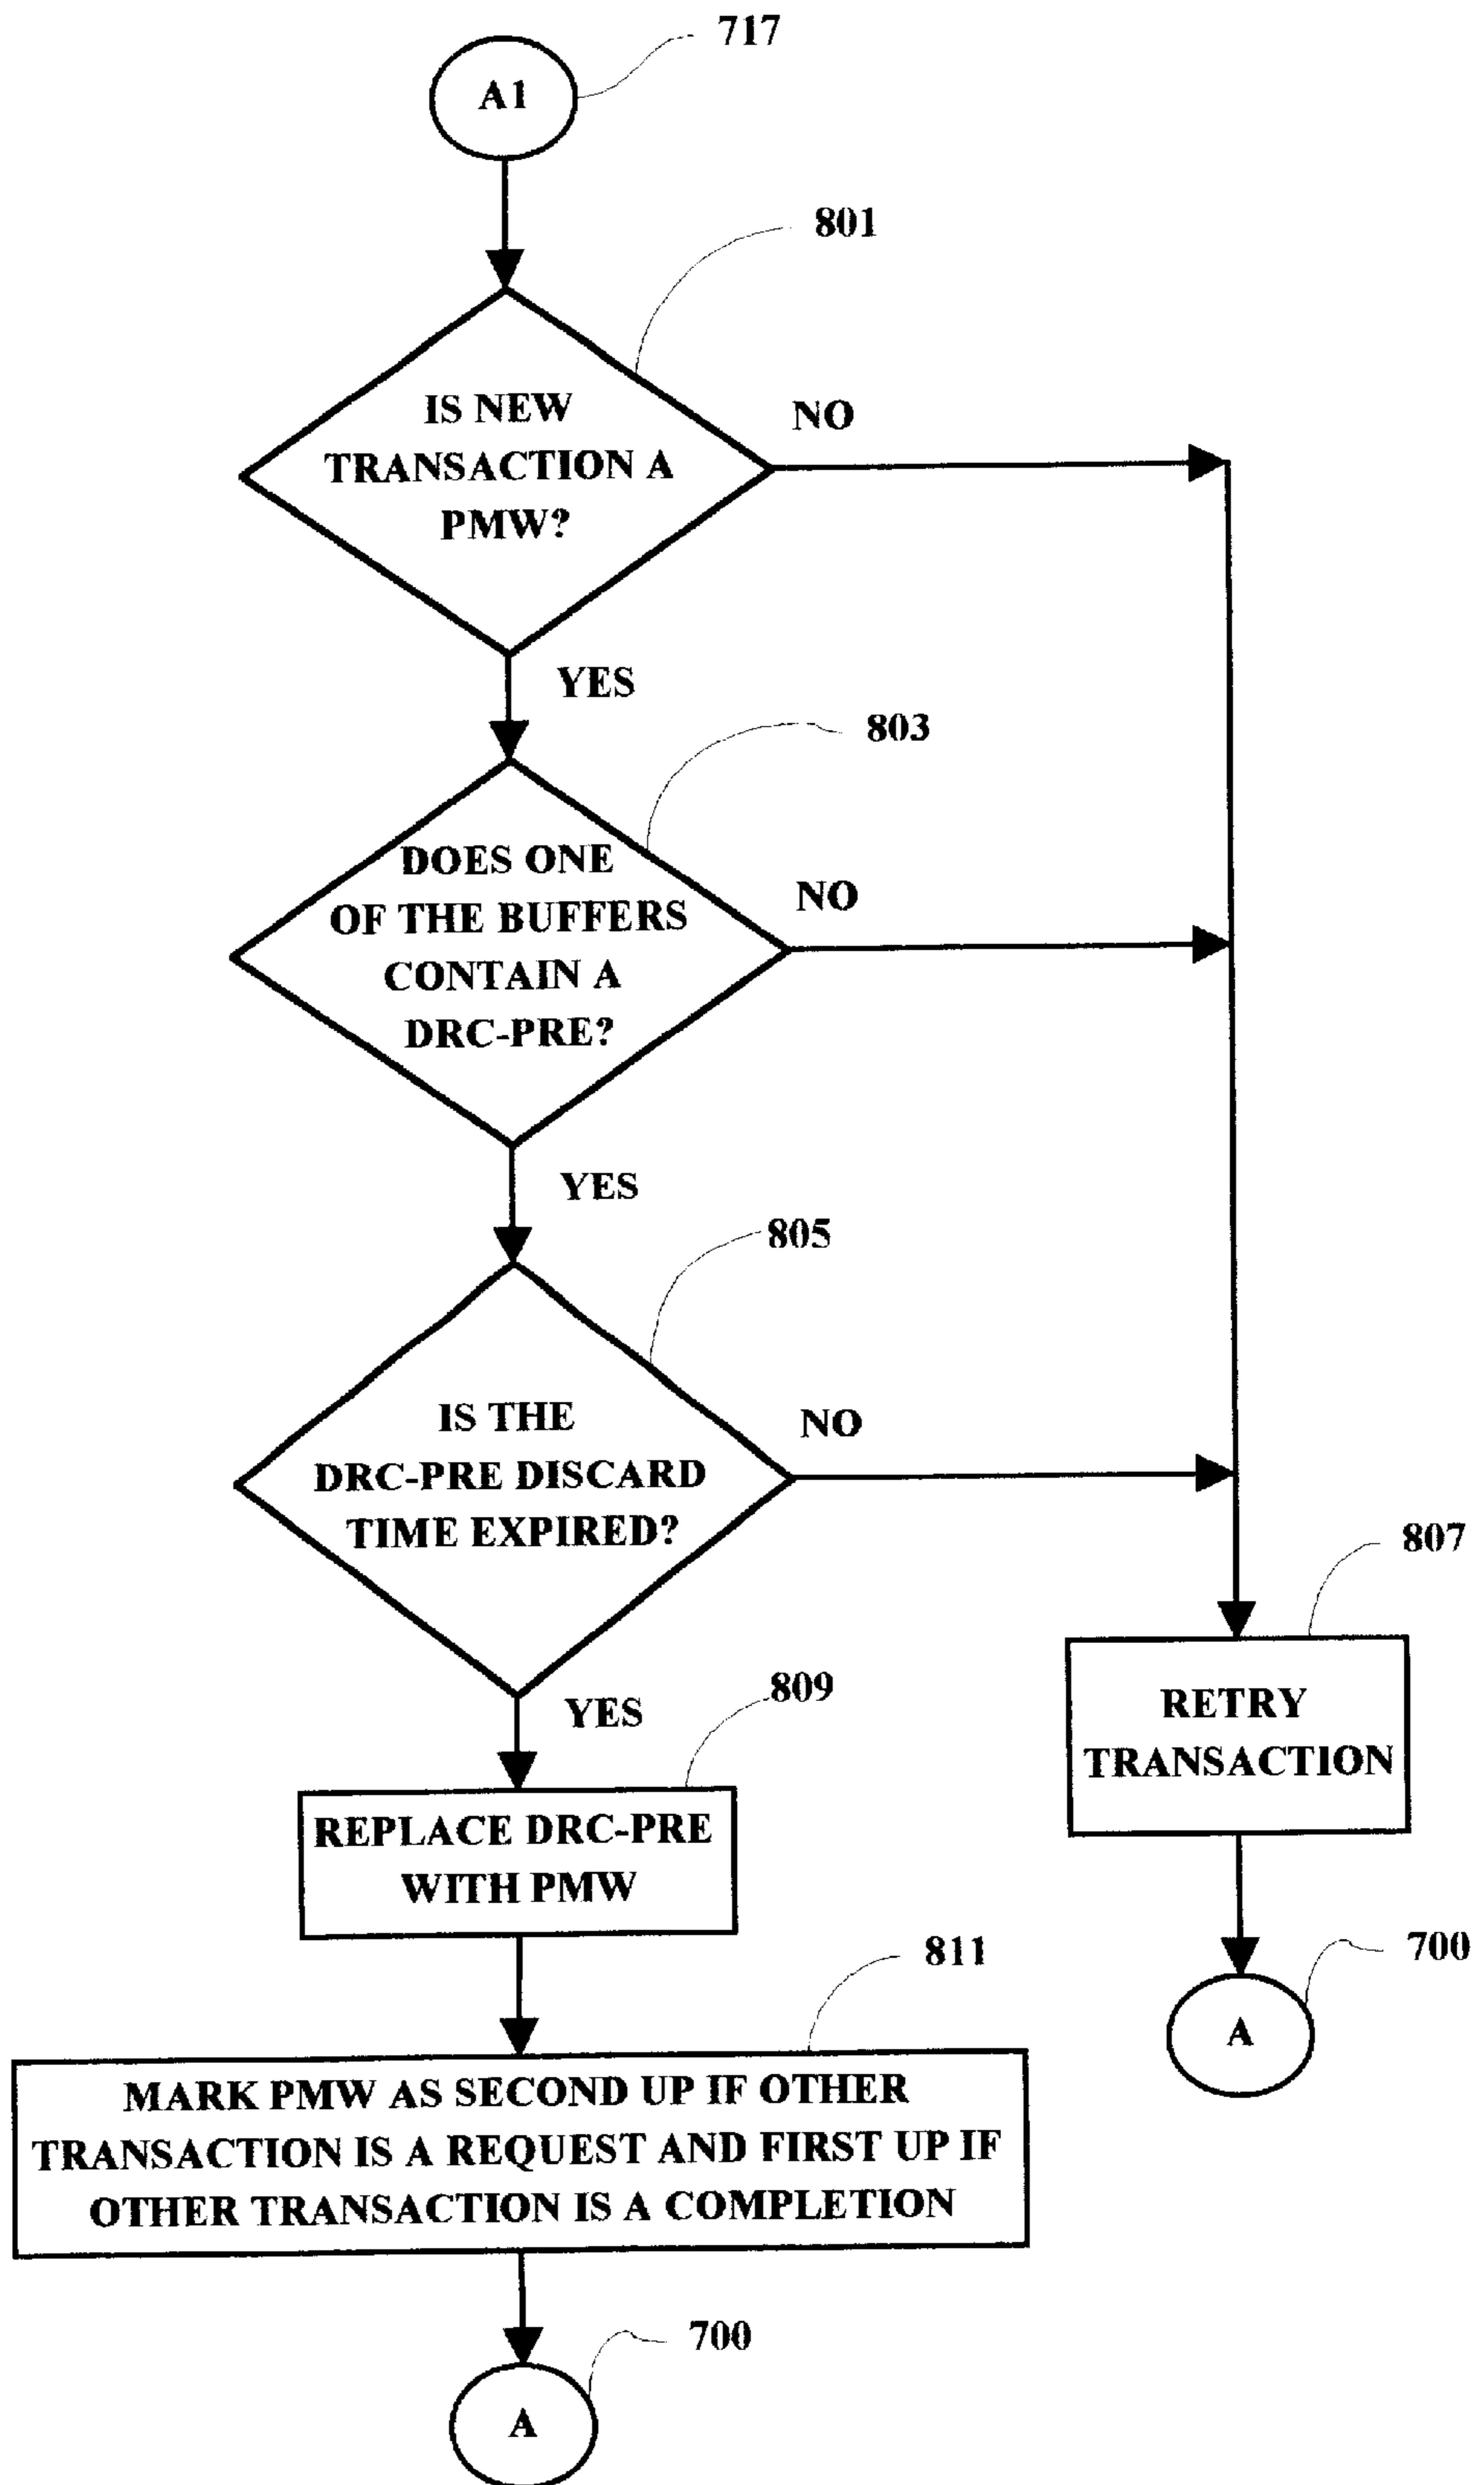 717
A1
801
IS NEW
TRANSACTION A
PMW?
NO
YES
803
DOES ONE
OF THE BUFFERS
CONTAIN A
DRC-PRE?
NO
YES
805
IS THE
DRC-PRE DISCARD
TIME EXPIRED?
NO
YES
807
RETRY
TRANSACTION
809
REPLACE DRC-PRE
WITH PMW
811
MARK PMW AS SECOND UP IF OTHER
TRANSACTION IS A REQUEST AND FIRST UP IF
OTHER TRANSACTION IS A COMPLETION
700
A
700
A